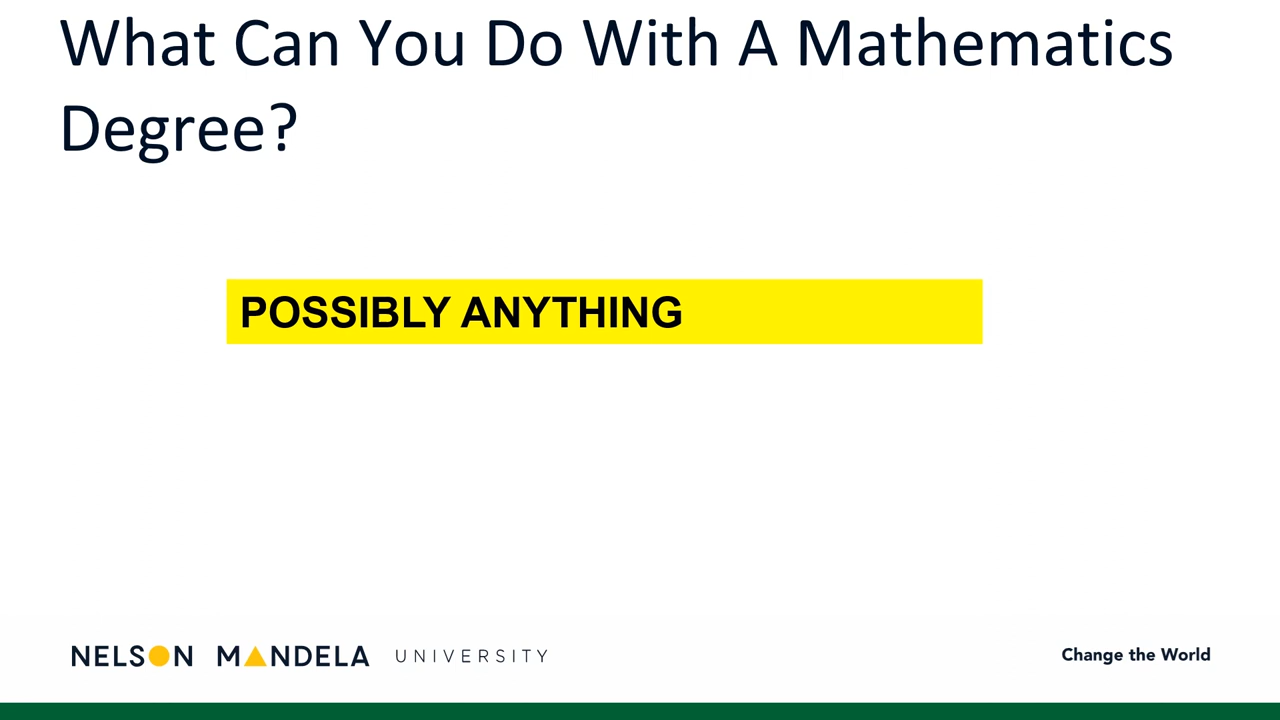 What Can You Do With A Mathematics
Degree?
POSSIBLY ANYTHING
NELSON MANDELA UNIVERSITY
Change the World